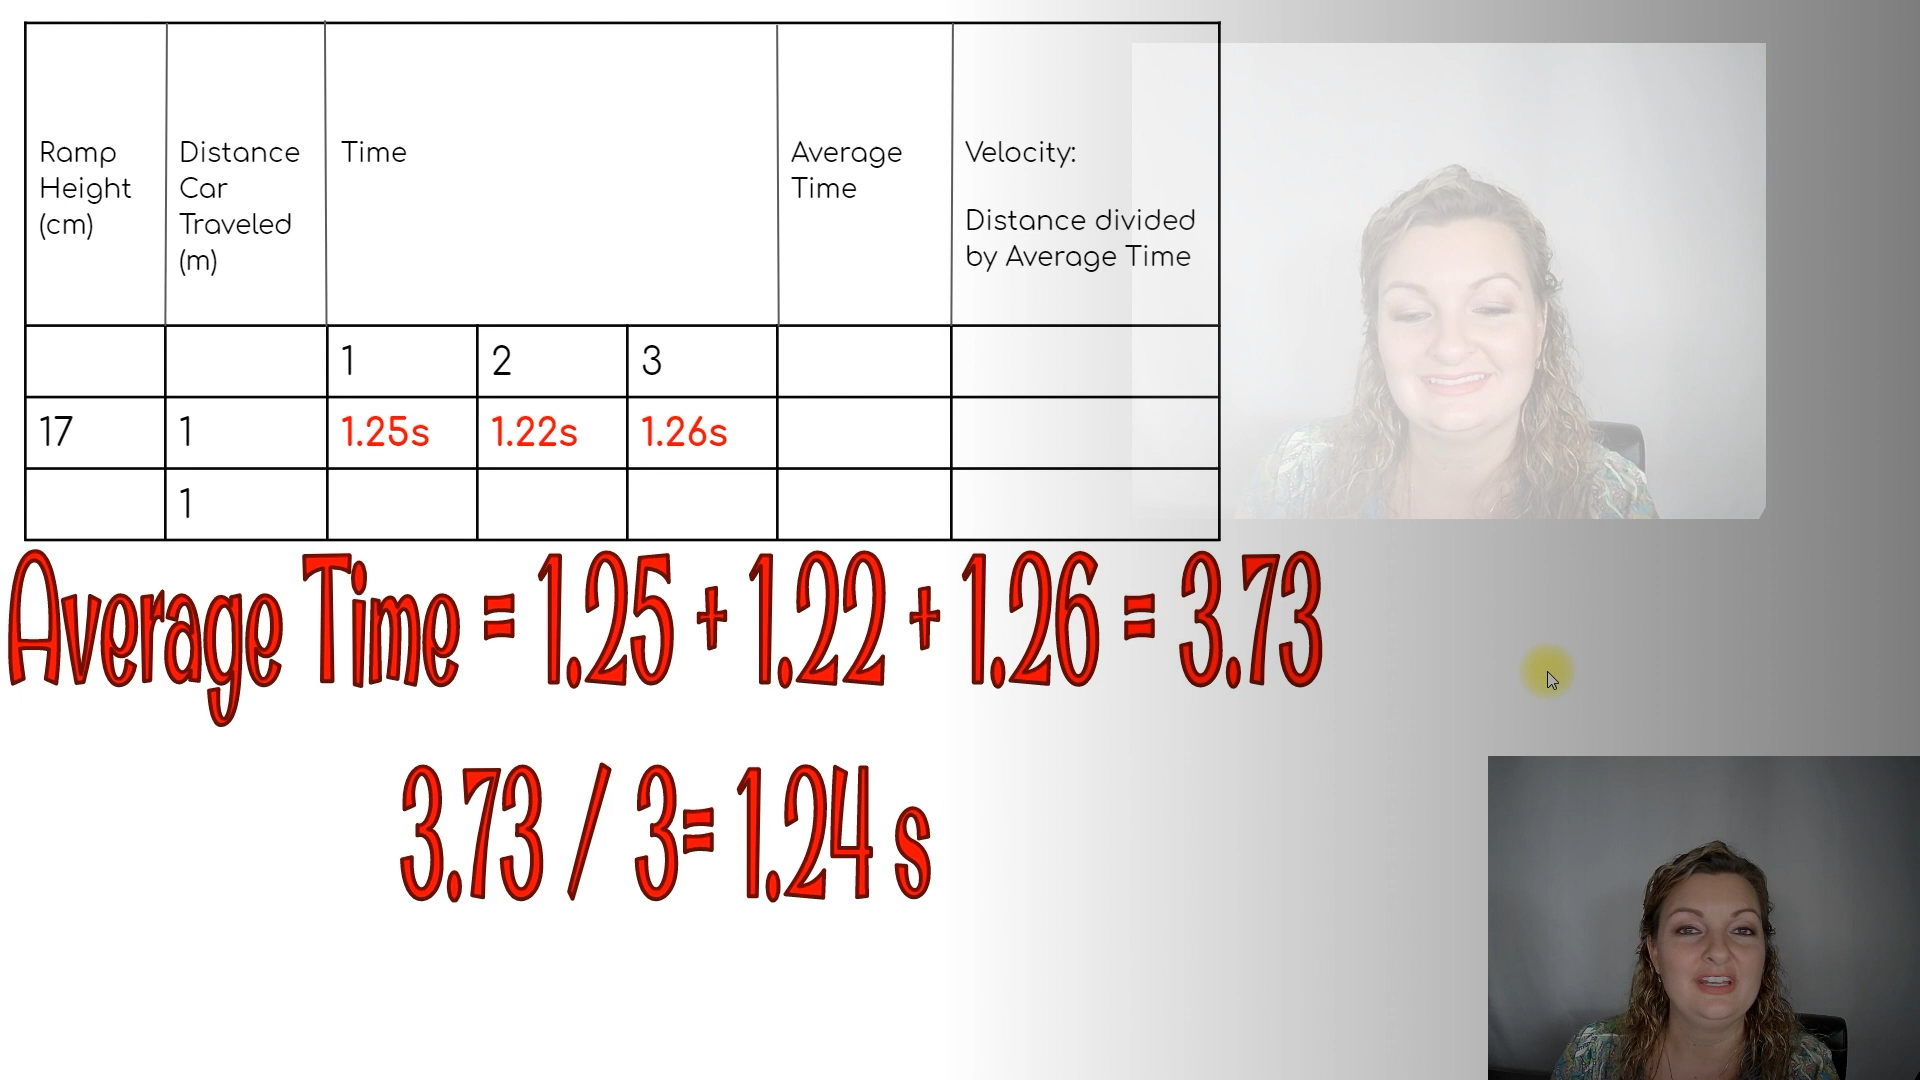 Ramp
Height
(cm)
Distance
Car
Traveled
(m)
Time
Average
Time
Velocity:
Distance divided
by Average Time
1 2 3
17 1 1.25s 1.22s 1.26s
1
Average Time = 1.25 + 1.22 + 1.26 = 3.73
3.73 / 3= 1.24 s